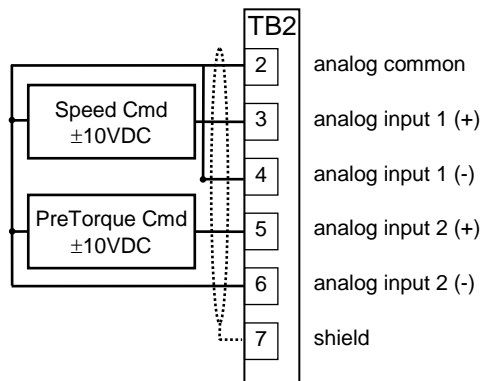 TB2
2 analog common
Speed Cmd
±10VDC
3 analog input 1 (+)
4 analog input 1 (-)
PreTorque Cmd
±10VDC
5 analog input 2 (+)
6 analog input 2 (-)
7 shield